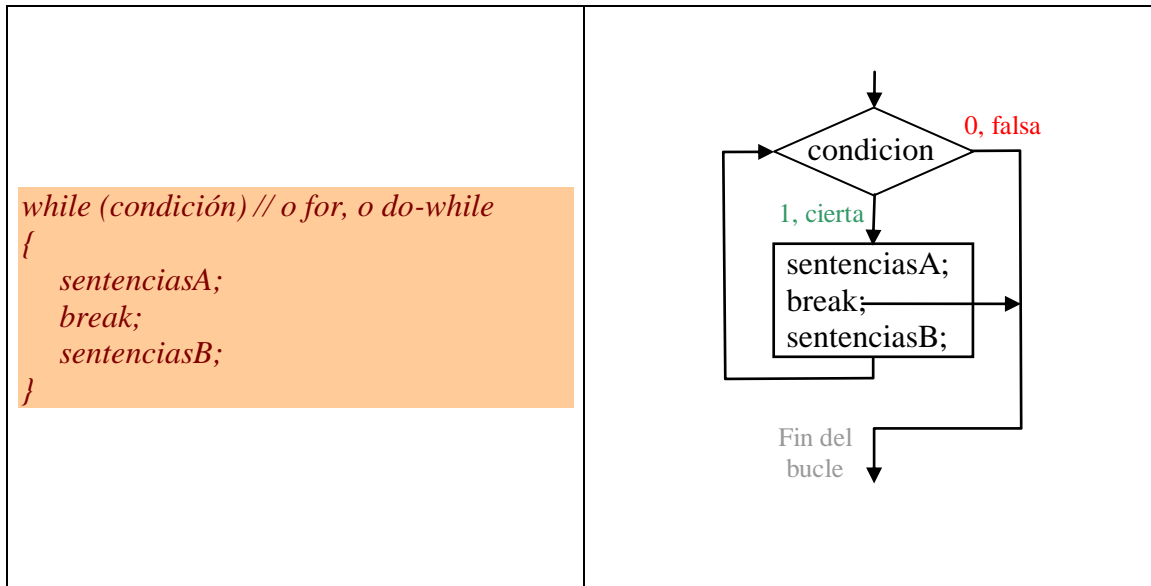 while (condición) // o for, o do-while
{
sentenciasA;
break;
sentenciasB;
}
0, falsa
condicion
1, cierta
sentenciasA;
break;
sentenciasB;
Fin del
bucle